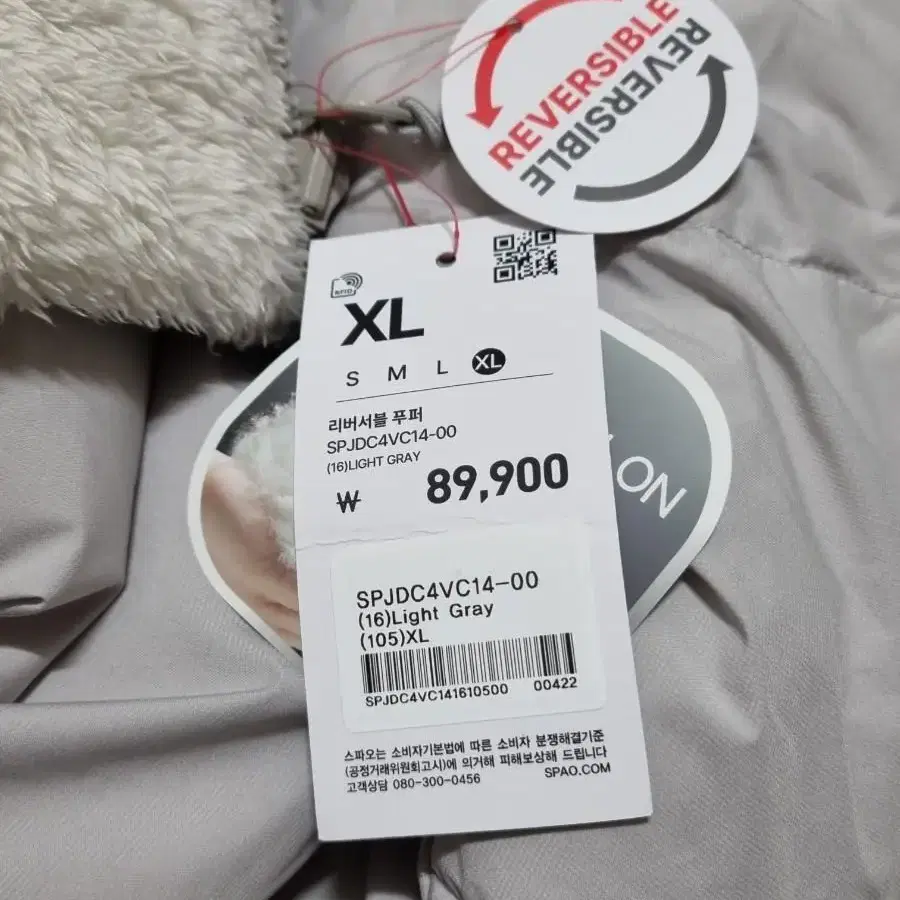 REVERSIBLE
REVERSIBLE
RFID
XL
S M L XL
리버서블 푸퍼
SPJDC4VC14-00
(16)LIGHT GRAY
₩ 89,900
ON
SPJDC4VC14-00
(16)Light Gray
(105)XL
SPJDC4VC141610500 00422
스파오는 소비자기본법에 따른 소비자 분쟁해결기준
(공정거래위원회고시)에 의거해 피해보상해 드립니다
고객상담 080-300-0456 SPAO.COM